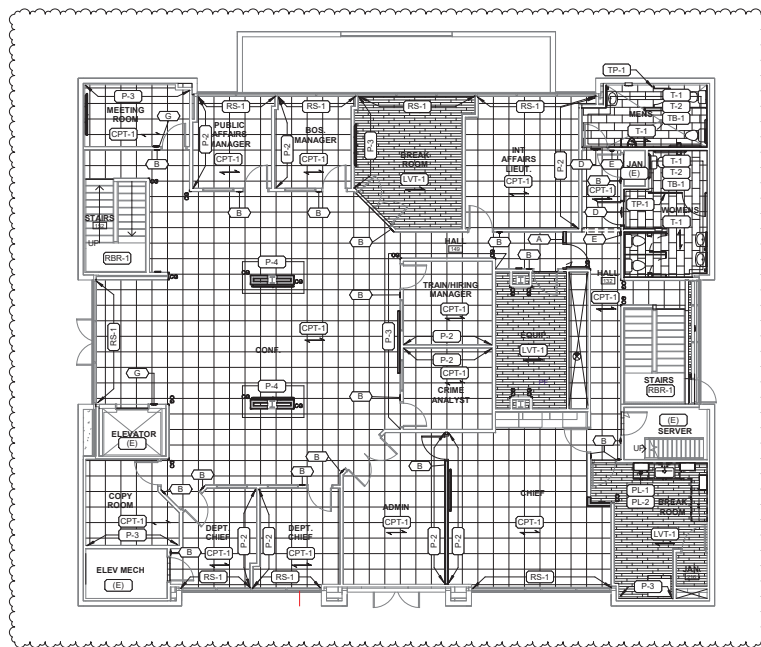 TP-1
P-3
RS-1
RS-1
RS-1
RS-1
T-1
T-2
TB-1
MEETING
ROOM
MENS
G
PUBLIC
AFFAIRS
MANAGER
BOS.
MANAGER
P-2
P-2
P-3
T-1
CPT-1
INT
AFFAIRS
LIEUT.
BREAK
ROOM
B
CPT-1
CPT-1
P-2
D
E
JAN.
(E)
T-1
T-2
TB-1
LVT-1
CPT-1
B
CPT-1
TP-1
WOMENS
STAIRS
152
B
B
D
T-1
UP
B
HALL
149
B
A
E
RBR-1
B
P-4
HALL
132
TRAIN/HIRING
MANAGER
B
CPT-1
CPT-1
RS-1
CPT-1
P-3
P-2
EQUIP
CONF.
P-2
LVT-1
CPT-1
G
P-4
CRIME
ANALYST
STAIRS
RBR-1
B
ELEVATOR
(E)
(E)
SERVER
B
UP
B
B
B
B
COPY
ROOM
ADMIN
CHIEF
PL-1
PL-2
BREAK
ROOM
CPT-1
P-3
DEPT.
CHIEF
DEPT.
CHIEF
CPT-1
CPT-1
LVT-1
B
CPT-1
P-2
P-2
CPT-1
P-2
P-2
ELEV MECH
(E)
RS-1
RS-1
RS-1
JAN.
P-3